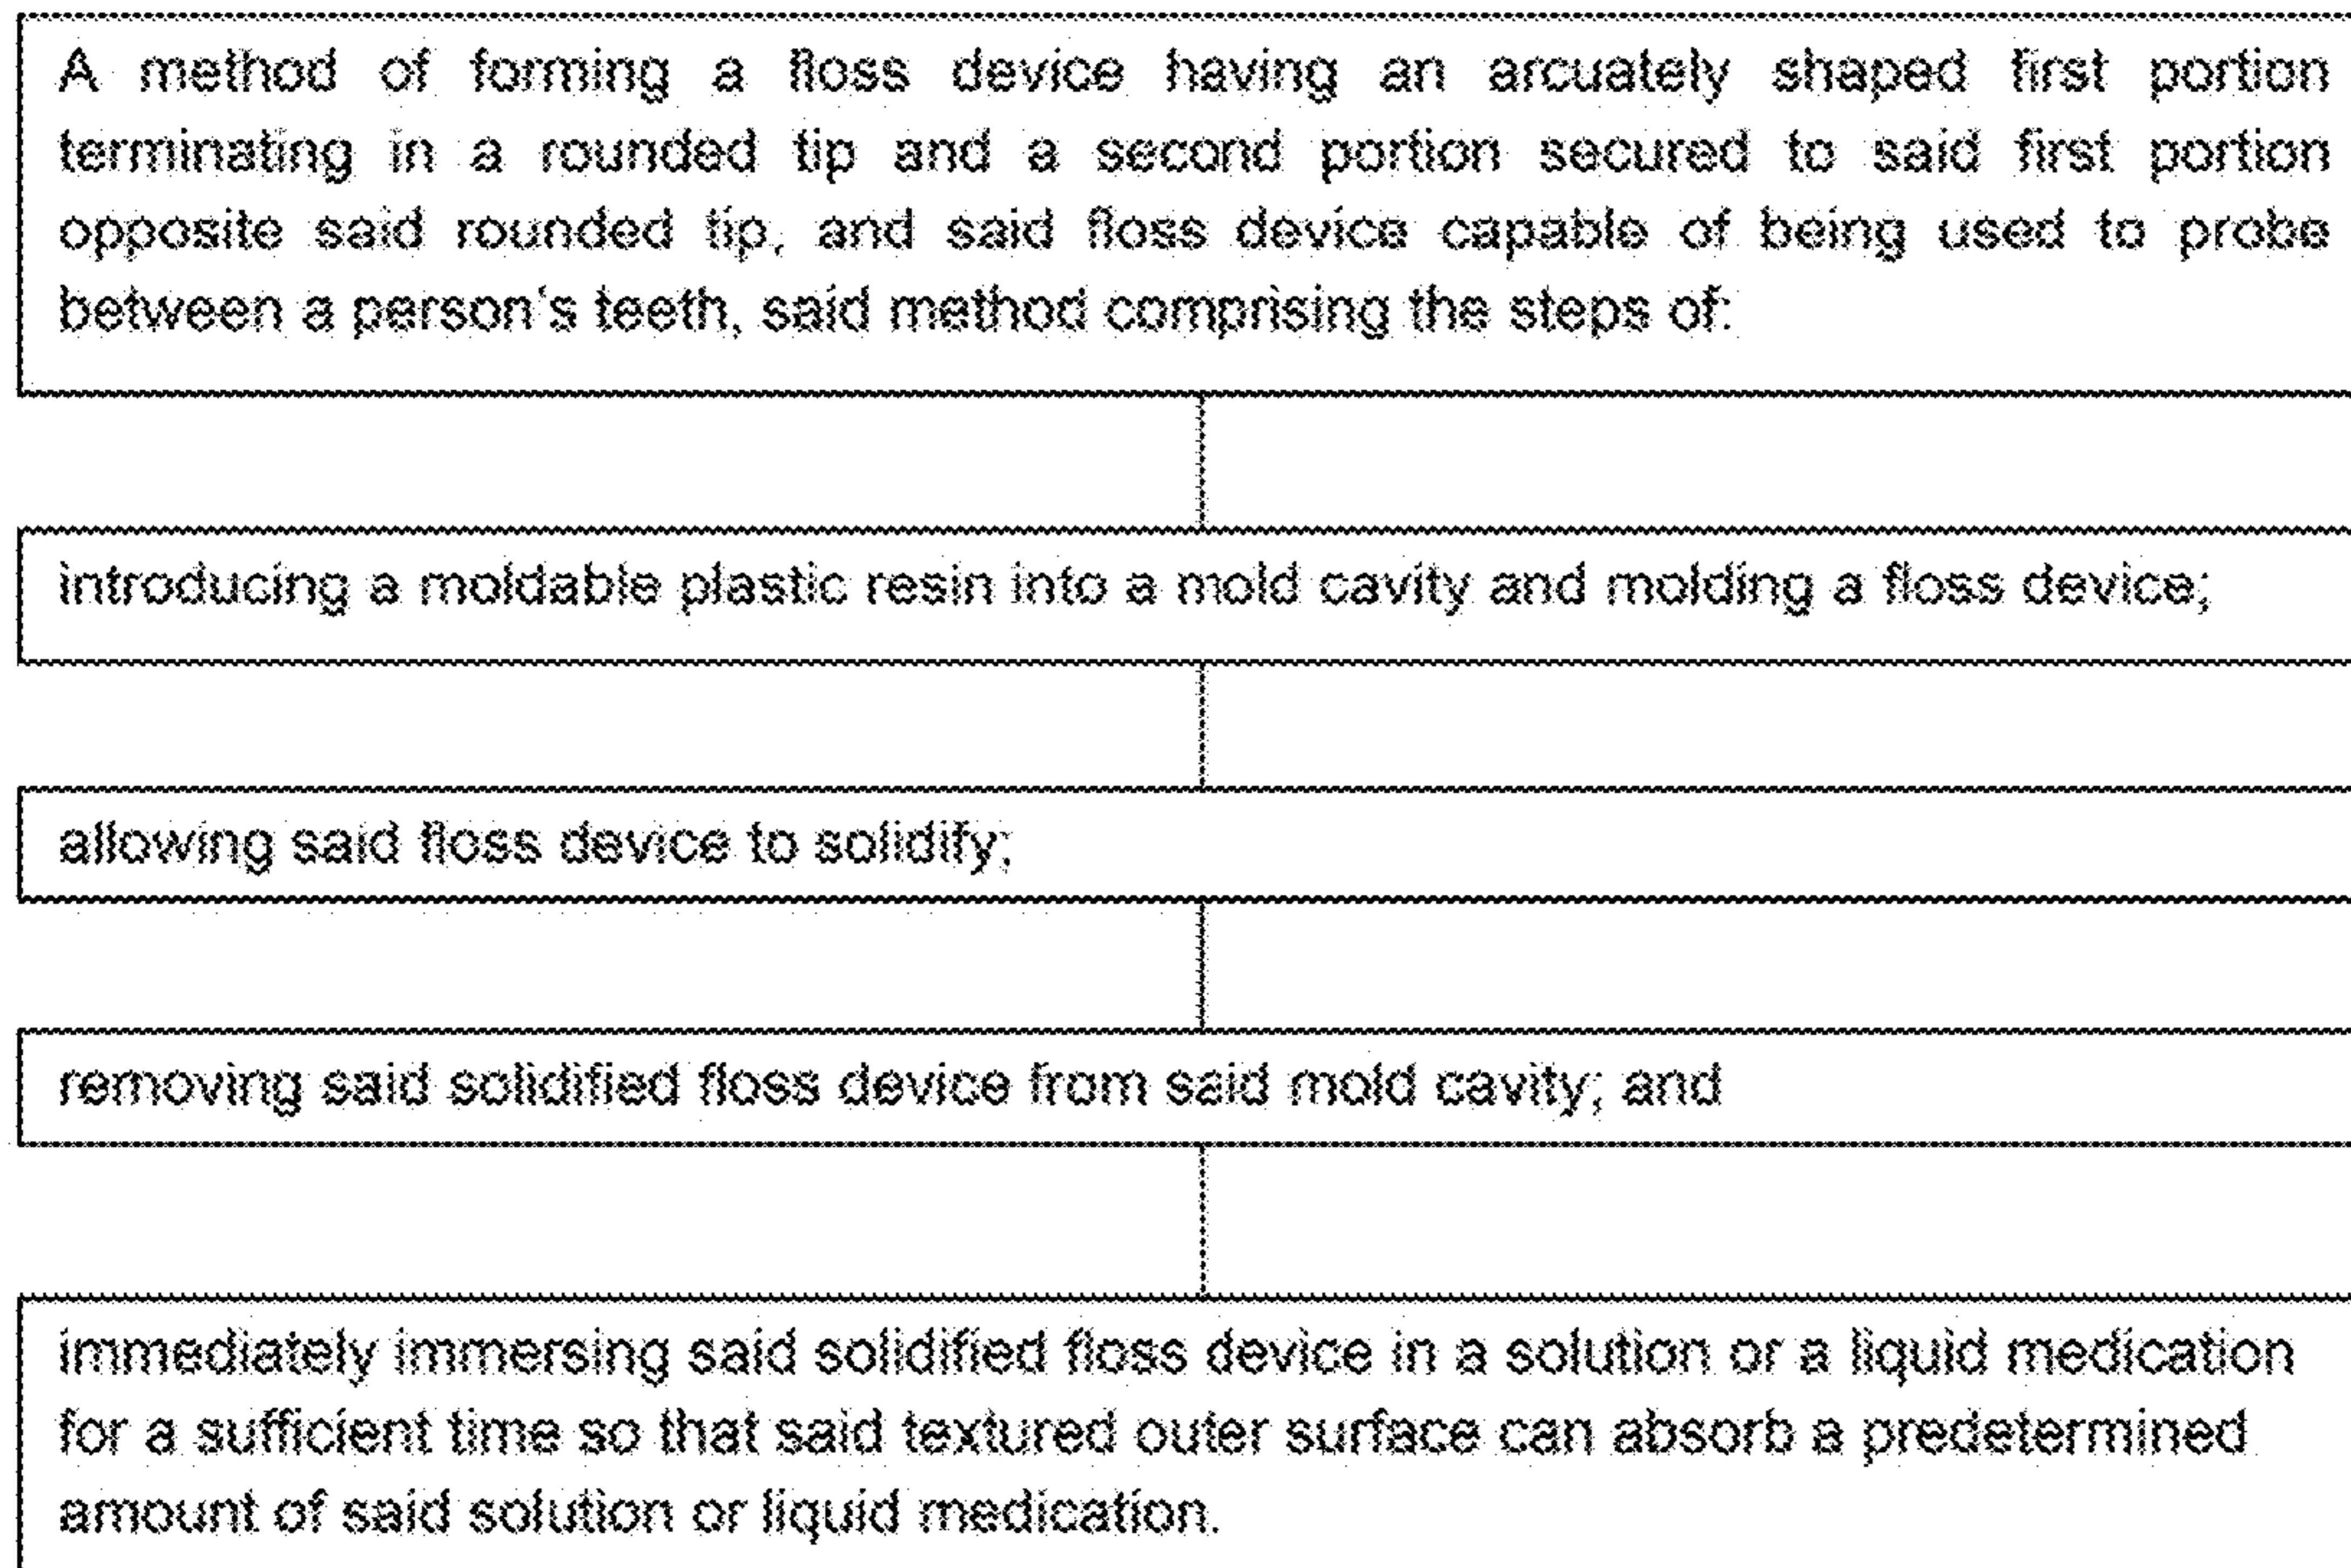 A method of forming a floss device having an arcuately shaped first portion
terminating in a rounded tip and a second portion secured to said first portion
opposite said rounded tip, and said floss device capable of being used to probe
between a person's teeth, said method comprising the steps of:
introducing a moldable plastic resin into a mold cavity and molding a floss device;
allowing said floss device to solidify;
removing said solidified floss device from said mold cavity; and
immediately immersing said solidified floss device in a solution or a liquid medication
for a sufficient time so that said textured outer surface can absorb a predetermined
amount of said solution or liquid medication.